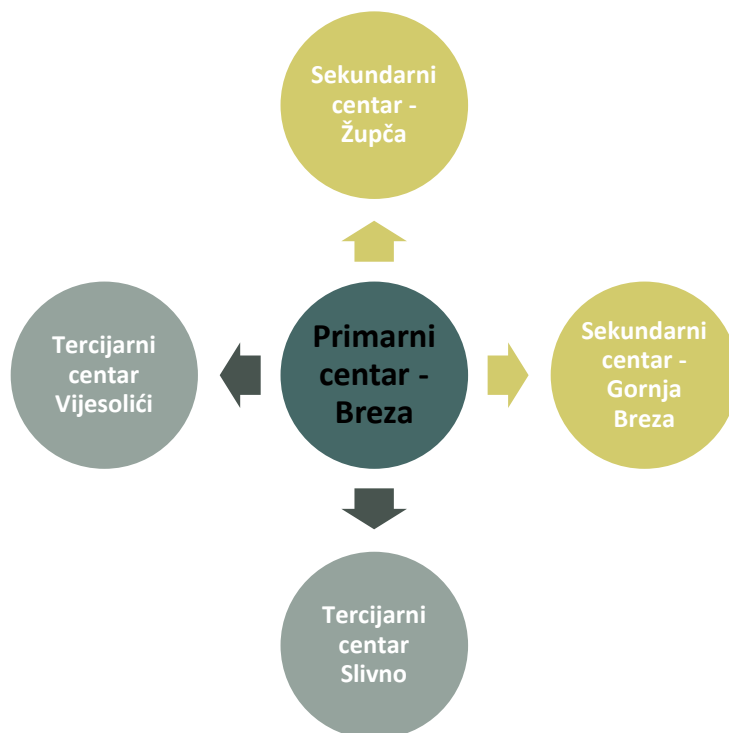 Sekundarni
centar -
Župča
Tercijarni
centar
Vijesolići
Primarni
centar -
Breza
Sekundarni
centar -
Gornja
Breza
Tercijarni
centar
Slivno